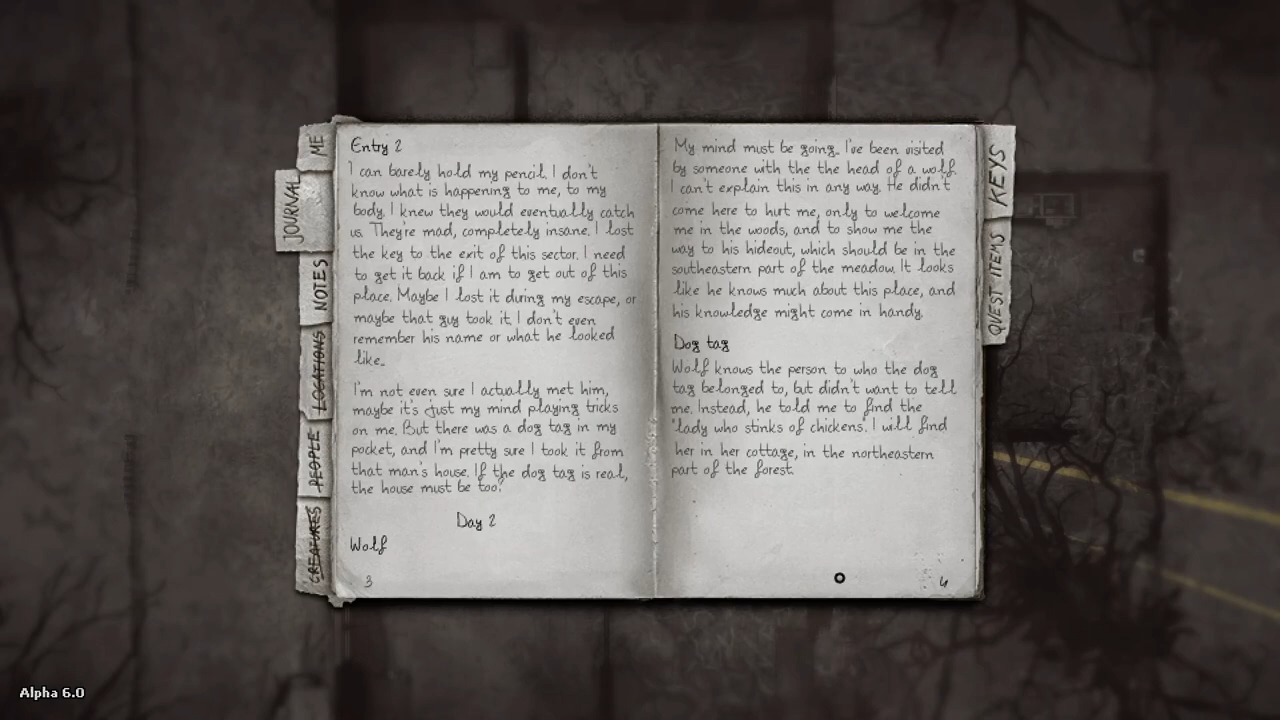 Entry 2
I can barely hold my pencil. I don't
know what is happening to me, to my
body. I knew they would eventually catch
us. They're mad, completely insane. I lost
the key to the exit of this sector. I need
to get it back if I am to get out of this
place. Maybe I lost it during my escape, or
maybe that guy took it. I don't even
remember his name or what he looked
like...
I'm not even sure I actually met him,
maybe it's just my mind playing tricks
on me. But there was a dog tag in my
pocket, and I'm pretty sure I took it from
that man's house. If the dog tag is real,
the house must be too.
Day 2
Wolf
3
My mind must be going... I've been visited
by someone with the the head of a wolf.
I can't explain this in any way. He didn't
come here to hurt me, only to welcome
me in the woods, and to show me the
way to his hideout, which should be in the
southeastern part of the meadow. It looks
like he knows much about this place, and
his knowledge might come in handy.
Dog tag
Wolf knows the person to who the dog
tag belonged to, but didn't want to tell
me. Instead, he told me to find the
'lady who stinks of chickens'. I will find
her in her cottage, in the northeastern
part of the forest.
4
ME
JOURNAL
NOTES
LOCATIONS
PEOPLE
CREATURES
KEYS
QUEST ITEMS
Alpha 6.0